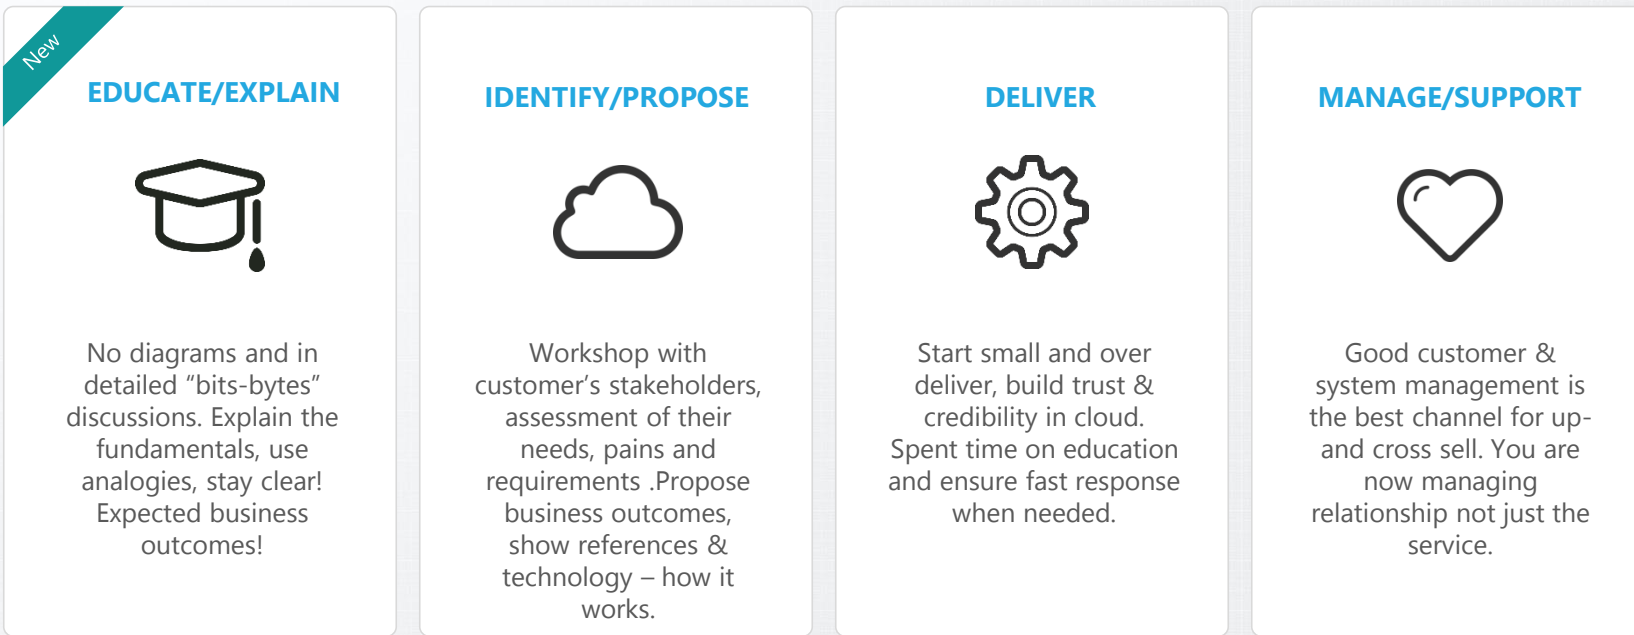 New
EDUCATE/EXPLAIN
No diagrams and in
detailed “bits-bytes”
discussions. Explain the
fundamentals, use
analogies, stay clear!
Expected business
outcomes!
IDENTIFY/PROPOSE
Workshop with
customer’s stakeholders,
assessment of their
needs, pains and
requirements .Propose
business outcomes,
show references &
technology – how it
works.
DELIVER
Start small and over
deliver, build trust &
credibility in cloud.
Spent time on education
and ensure fast response
when needed.
MANAGE/SUPPORT
Good customer &
system management is
the best channel for up-
and cross sell. You are
now managing
relationship not just the
service.